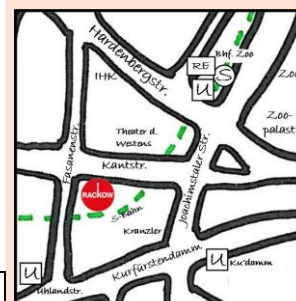 Hardenbergstr.
Bhf. Zoo
RE
IHK
S
U
Zoo-
palast
Theater d.
Westens
Fasanenstr.
Kantstr.
Joachimstaler Str.
RACKOW
S-Bahn
Kranzler
Kurfürstendamm
U
Uhlandstr.
U
Ku'damm